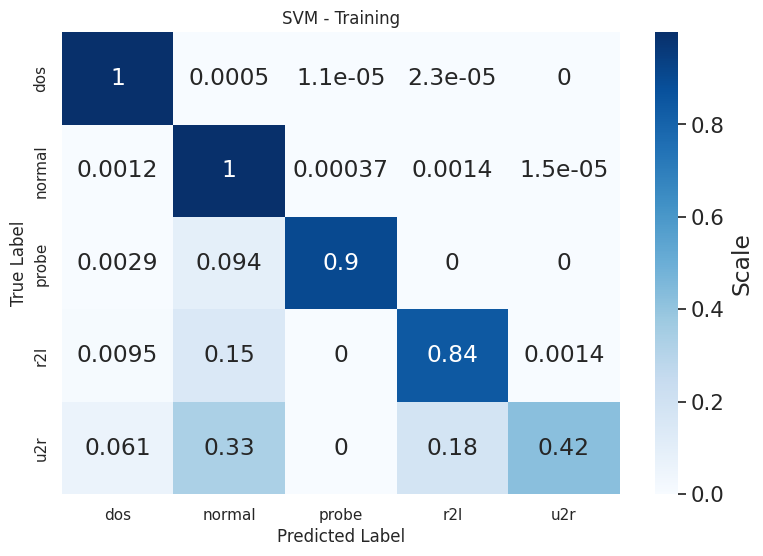 SVM - Training
dos 1 0.0005 1.1e-05 2.3e-05 0
normal 0.0012 1 0.00037 0.0014 1.5e-05
probe 0.0029 0.094 0.9 0 0
r2l 0.0095 0.15 0 0.84 0.0014
u2r 0.061 0.33 0 0.18 0.42
dos normal probe r2l u2r
Predicted Label
True Label
0.8
0.6
0.4
0.2
0.0
Scale